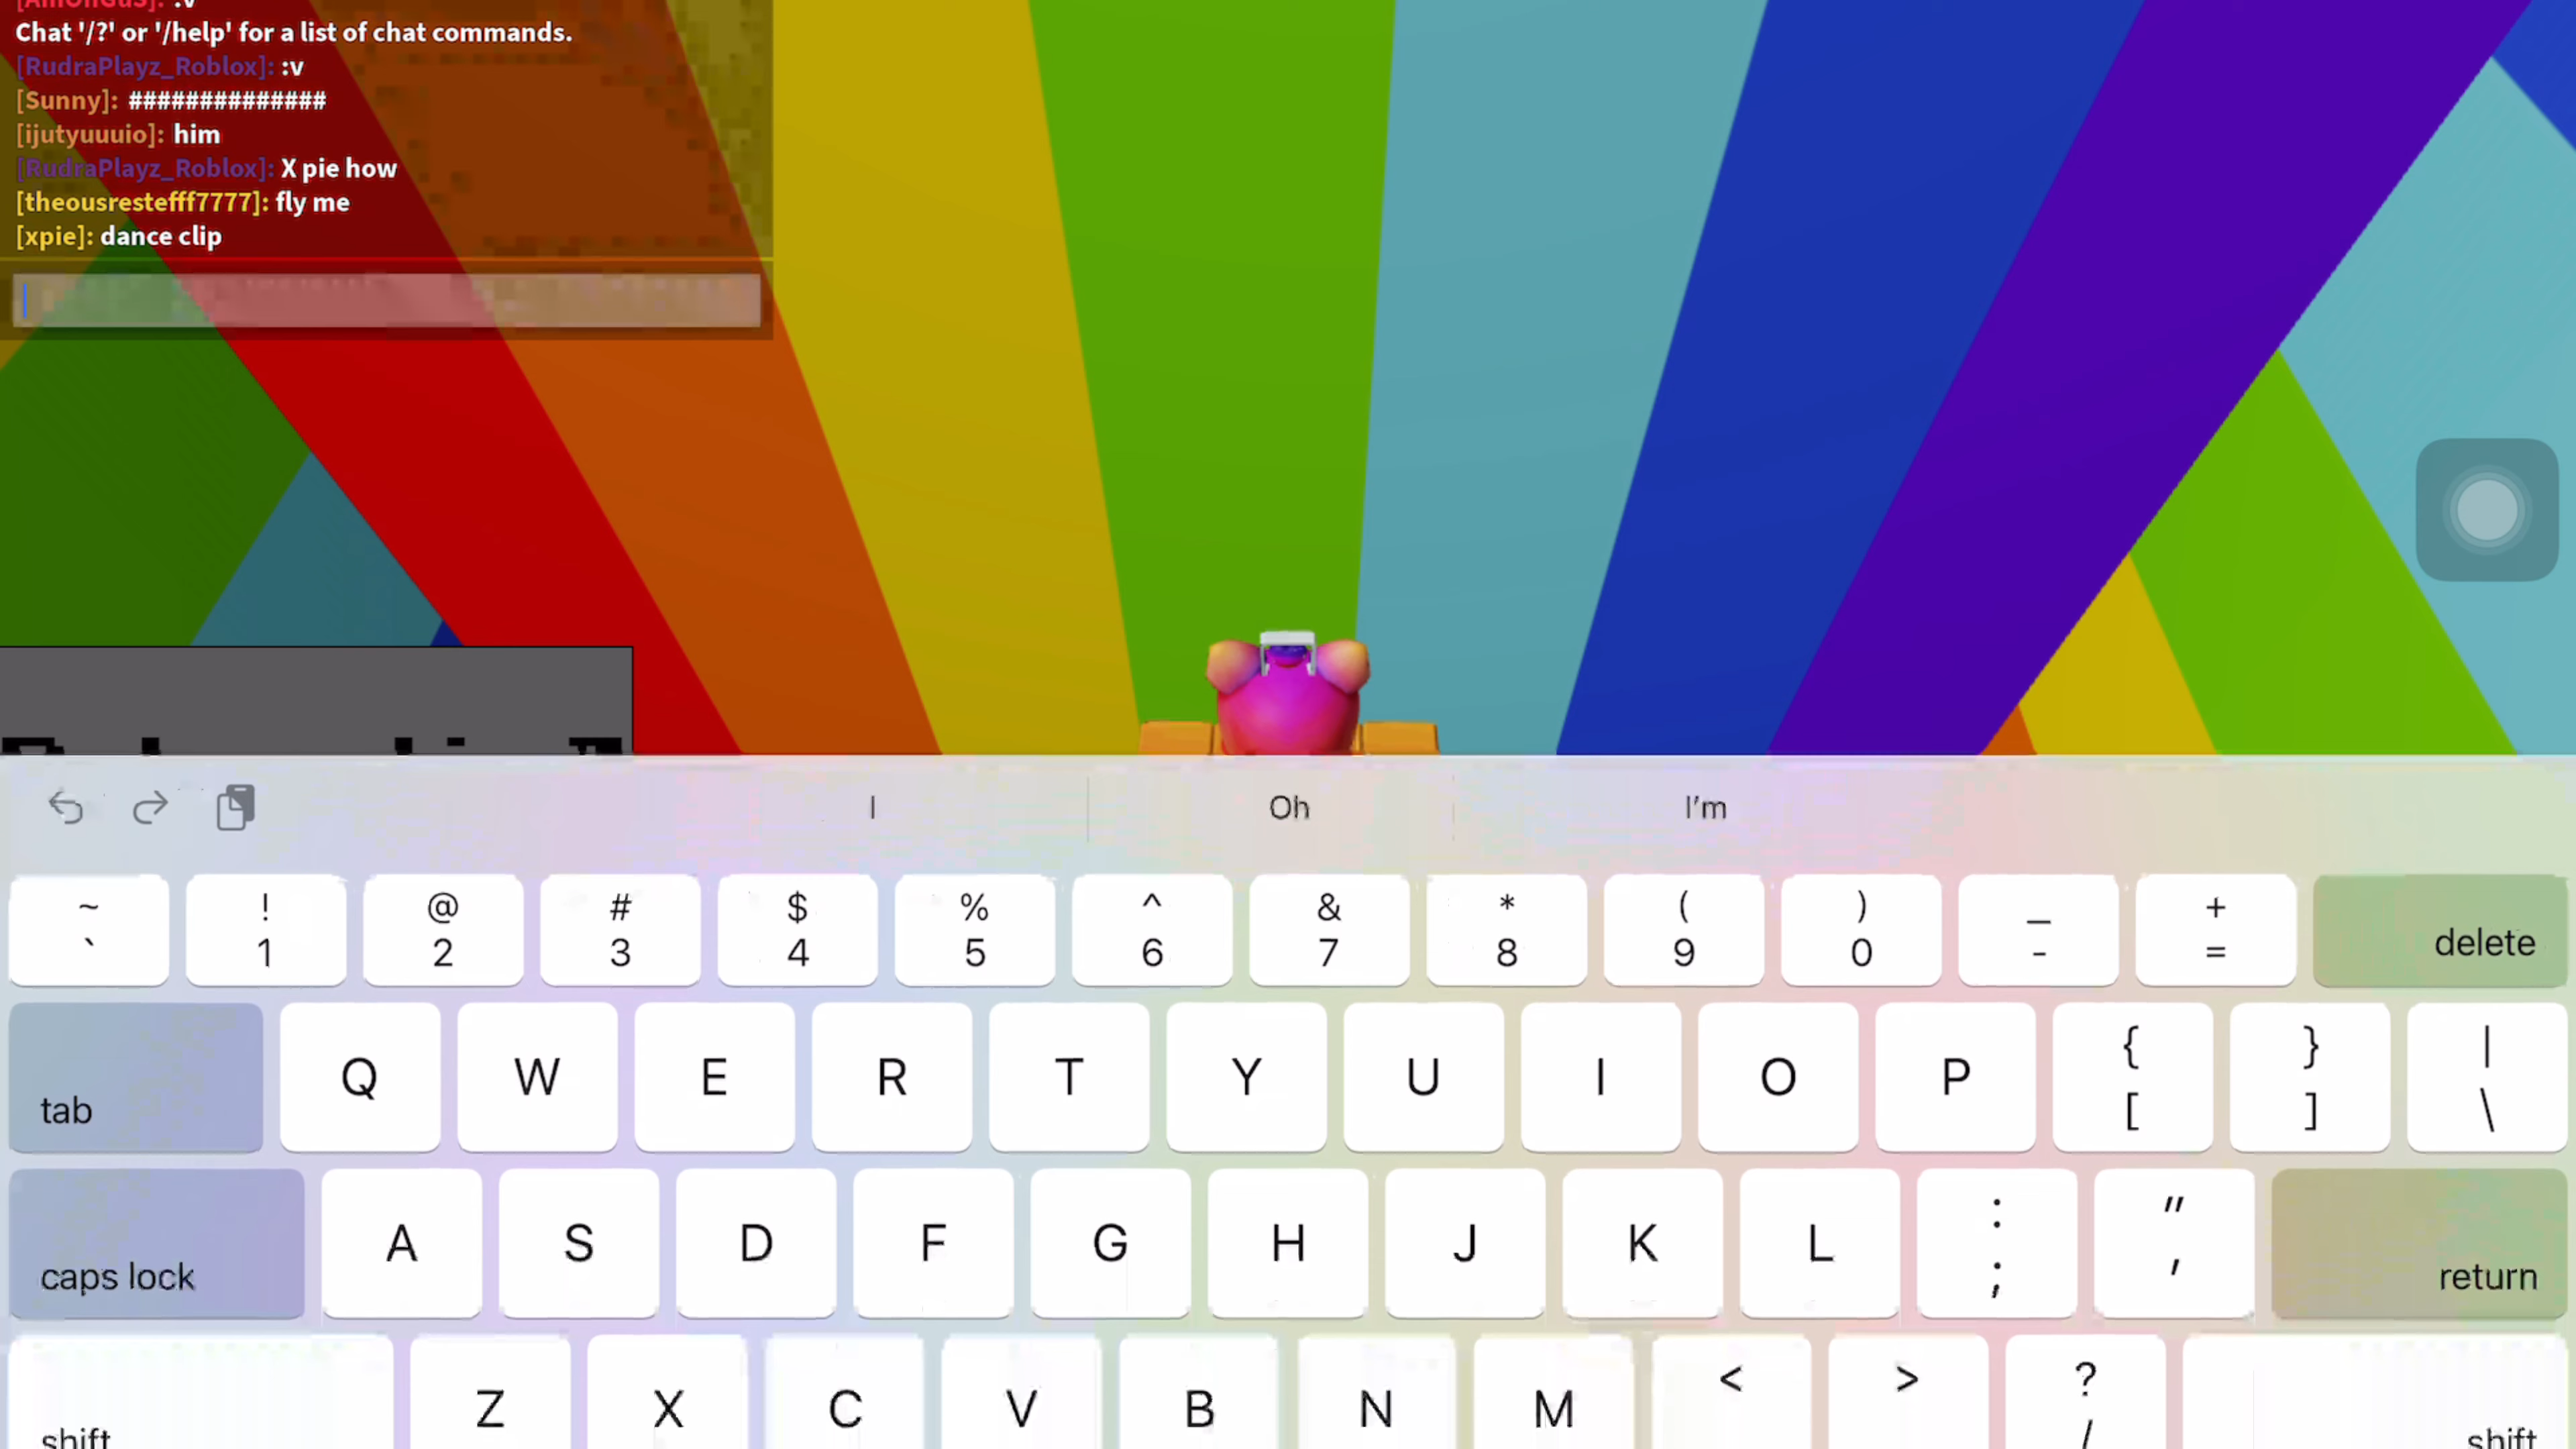 [AmOnGuS]: :v
Chat '/?' or '/help' for a list of chat commands.
[RudraPlayz_Roblox]: :v
[Sunny]: ##############
[ijutyuuuio]: him
[RudraPlayz_Roblox]: X pie how
[theousrestefff7777]: fly me
[xpie]: dance clip
I Oh I'm
~ ! @ # $ % ^ & * ( ) _ +
` 1 2 3 4 5 6 7 8 9 0 - = delete
tab Q W E R T Y U I O P { [ } ] | \
caps lock A S D F G H J K L : ; " ' return
shift Z X C V B N M < > ? / shift